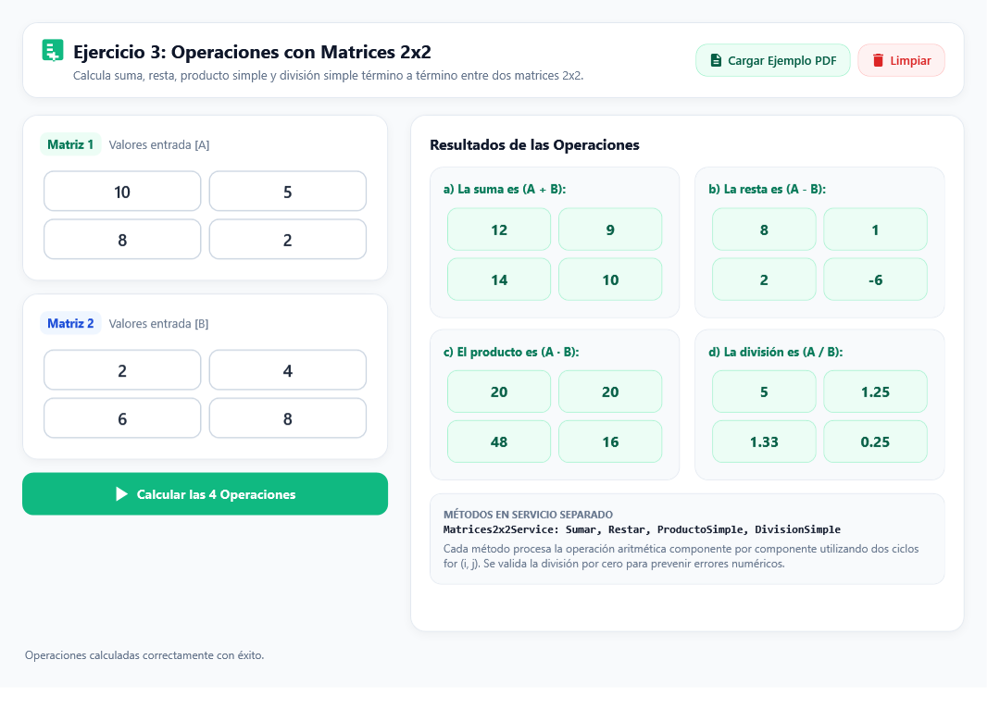 Ejercicio 3: Operaciones con Matrices 2x2
Calcula suma, resta, producto simple y división simple término a término entre dos matrices 2x2.
Cargar Ejemplo PDF
Limpiar
Matriz 1 Valores entrada [A]
10 5
8 2
Matriz 2 Valores entrada [B]
2 4
6 8
Calcular las 4 Operaciones
Resultados de las Operaciones
a) La suma es (A + B):
12 9
14 10
b) La resta es (A - B):
8 1
2 -6
c) El producto es (A · B):
20 20
48 16
d) La división es (A / B):
5 1.25
1.33 0.25
MÉTODOS EN SERVICIO SEPARADO
Matrices2x2Service: Sumar, Restar, ProductoSimple, DivisionSimple
Cada método procesa la operación aritmética componente por componente utilizando dos ciclos
for (i, j). Se valida la división por cero para prevenir errores numéricos.
Operaciones calculadas correctamente con éxito.